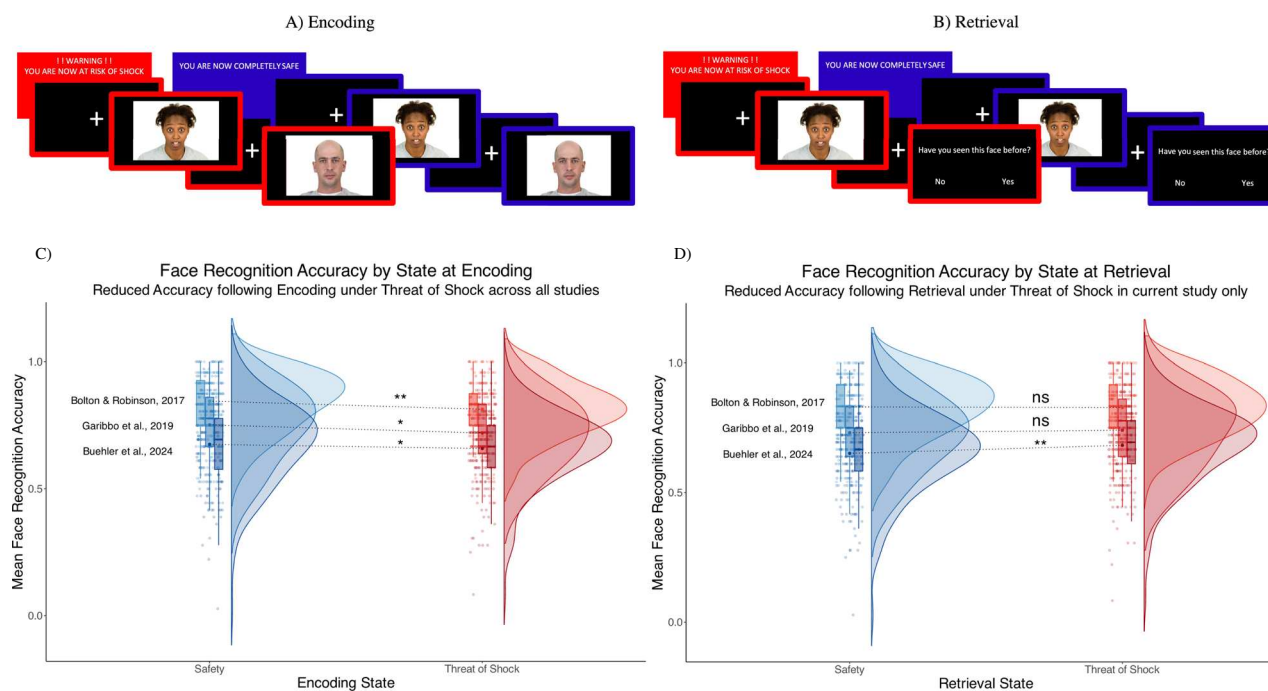 A) Encoding
B) Retrieval
! ! WARNING ! !
YOU ARE NOW AT RISK OF SHOCK
YOU ARE NOW COMPLETELY SAFE
! ! WARNING ! !
YOU ARE NOW AT RISK OF SHOCK
YOU ARE NOW COMPLETELY SAFE
Have you seen this face before?
No Yes
Have you seen this face before?
No Yes
C)
Face Recognition Accuracy by State at Encoding
Reduced Accuracy following Encoding under Threat of Shock across all studies
Mean Face Recognition Accuracy
1.0
0.5
0.0
Bolton & Robinson, 2017
Garibbo et al., 2019
Buehler et al., 2024
**
*
*
Safety
Threat of Shock
Encoding State
D)
Face Recognition Accuracy by State at Retrieval
Reduced Accuracy following Retrieval under Threat of Shock in current study only
Mean Face Recognition Accuracy
1.0
0.5
0.0
Bolton & Robinson, 2017
Garibbo et al., 2019
Buehler et al., 2024
ns
ns
**
Safety
Threat of Shock
Retrieval State